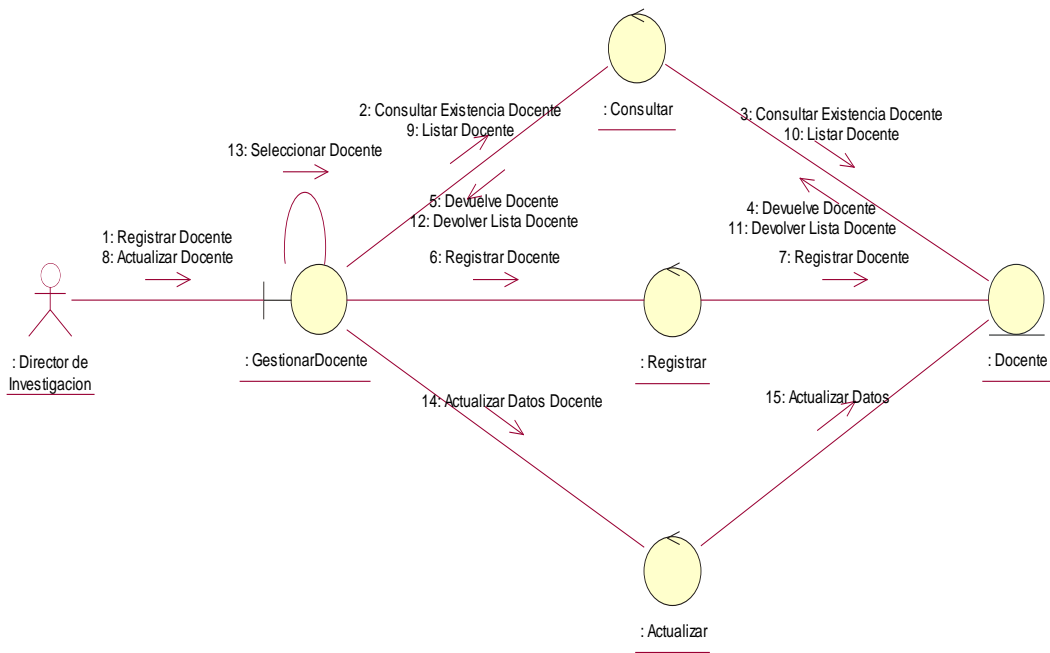 2: Consultar Existencia Docente
9: Listar Docente
: Consultar
3: Consultar Existencia Docente
10: Listar Docente
13: Seleccionar Docente
5: Devuelve Docente
12: Devolver Lista Docente
4: Devuelve Docente
11: Devolver Lista Docente
1: Registrar Docente
8: Actualizar Docente
6: Registrar Docente
7: Registrar Docente
: Director de
Investigacion
: GestionarDocente
: Registrar
: Docente
14: Actualizar Datos Docente
15: Actualizar Datos
: Actualizar